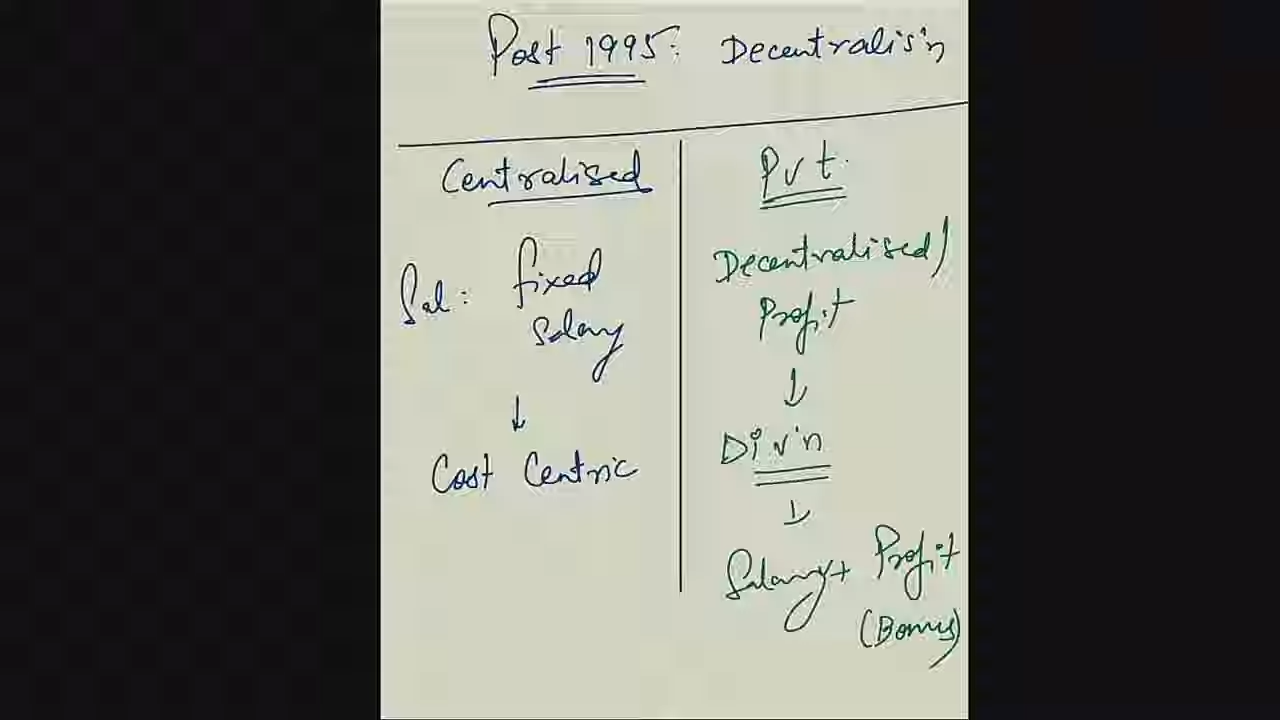 Post 1995: Decentralis'n
Centralised
Sal: fixed
salary
↓
Cost Centric
Pvt.
Decentralised/
Profit
↓
Div'n
↓
Salary + Profit
(Bonus)